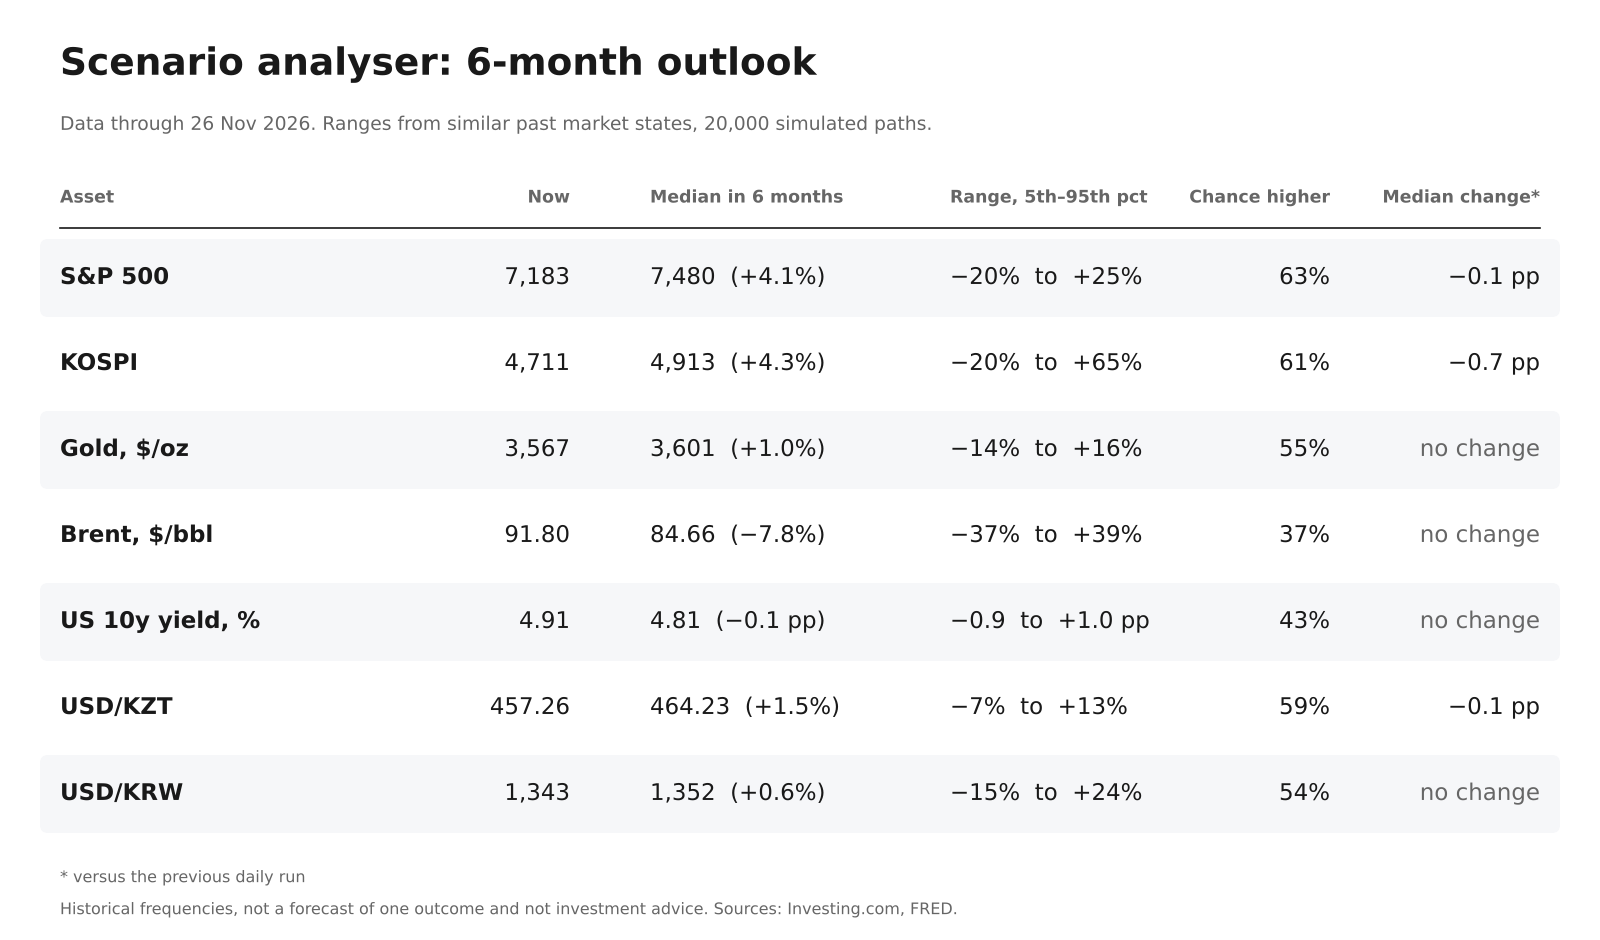 Scenario analyser: 6-month outlook
Data through 26 Nov 2026. Ranges from similar past market states, 20,000 simulated paths.
Asset Now Median in 6 months Range, 5th–95th pct Chance higher Median change*
S&P 500 7,183 7,480 (+4.1%) −20% to +25% 63% −0.1 pp
KOSPI 4,711 4,913 (+4.3%) −20% to +65% 61% −0.7 pp
Gold, $/oz 3,567 3,601 (+1.0%) −14% to +16% 55% no change
Brent, $/bbl 91.80 84.66 (−7.8%) −37% to +39% 37% no change
US 10y yield, % 4.91 4.81 (−0.1 pp) −0.9 to +1.0 pp 43% no change
USD/KZT 457.26 464.23 (+1.5%) −7% to +13% 59% −0.1 pp
USD/KRW 1,343 1,352 (+0.6%) −15% to +24% 54% no change
* versus the previous daily run
Historical frequencies, not a forecast of one outcome and not investment advice. Sources: Investing.com, FRED.